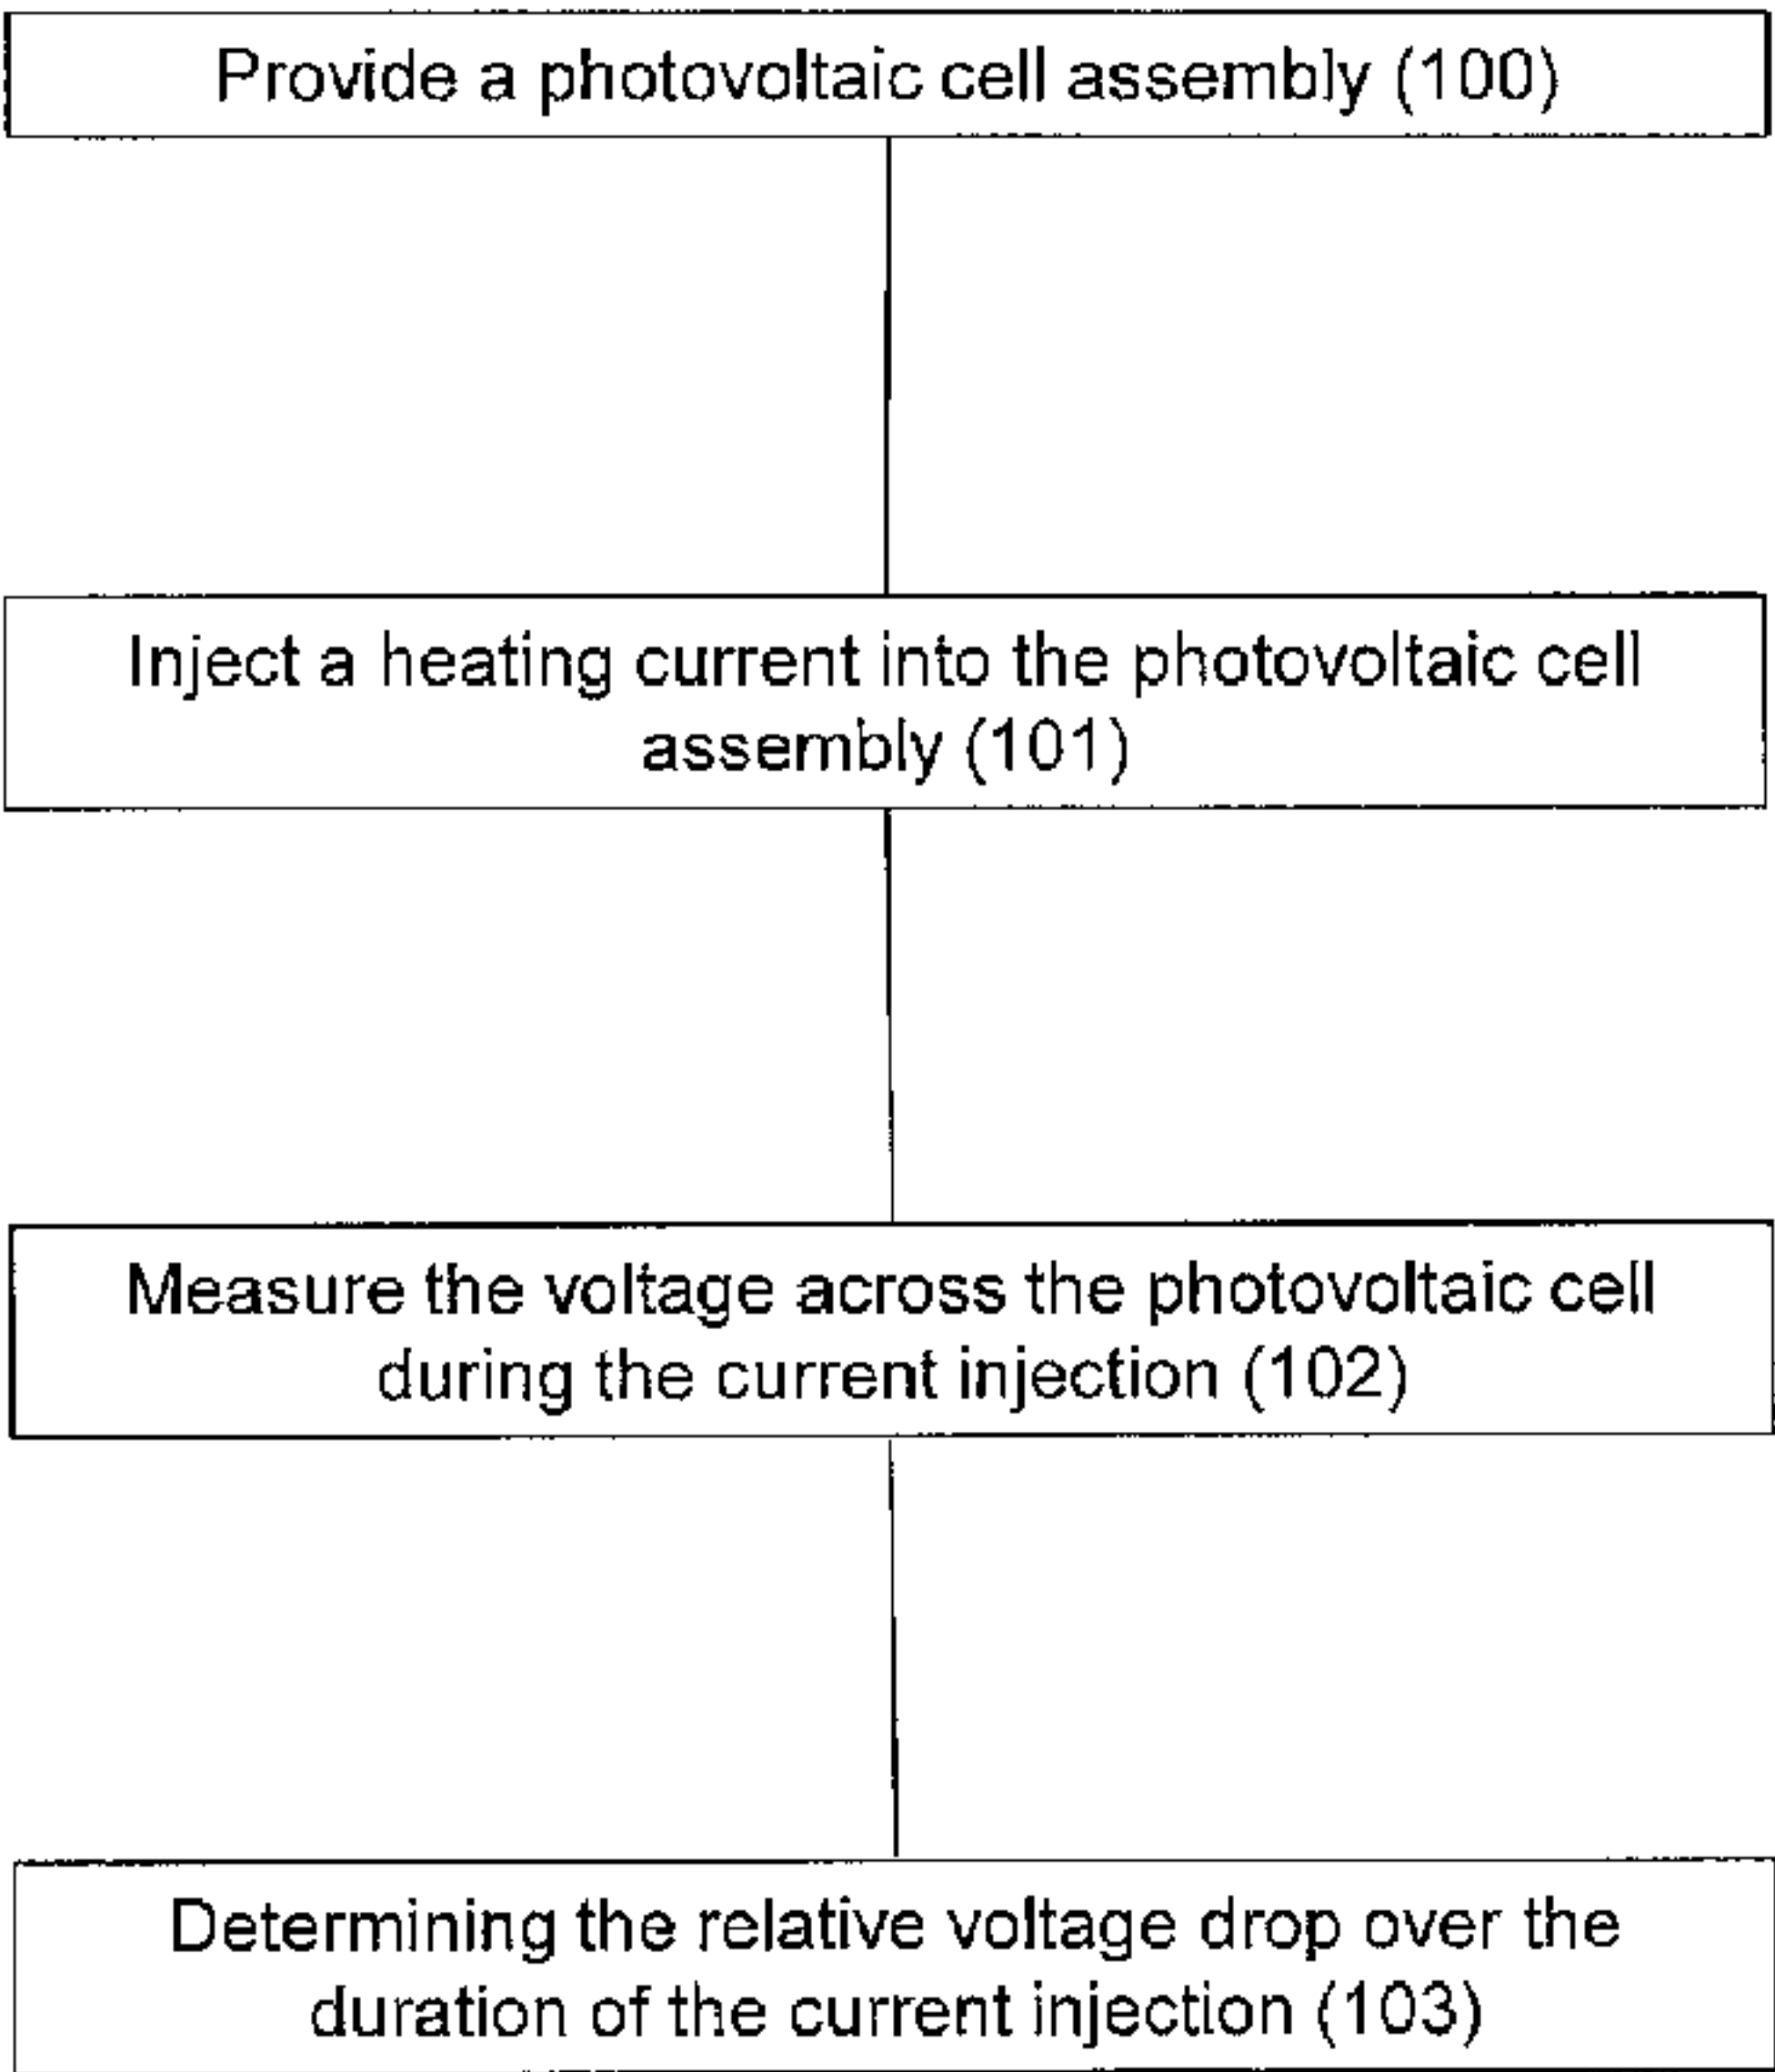 Provide a photovoltaic cell assembly (100)
Inject a heating current into the photovoltaic cell
assembly (101)
Measure the voltage across the photovoltaic cell
during the current injection (102)
Determining the relative voltage drop over the
duration of the current injection (103)